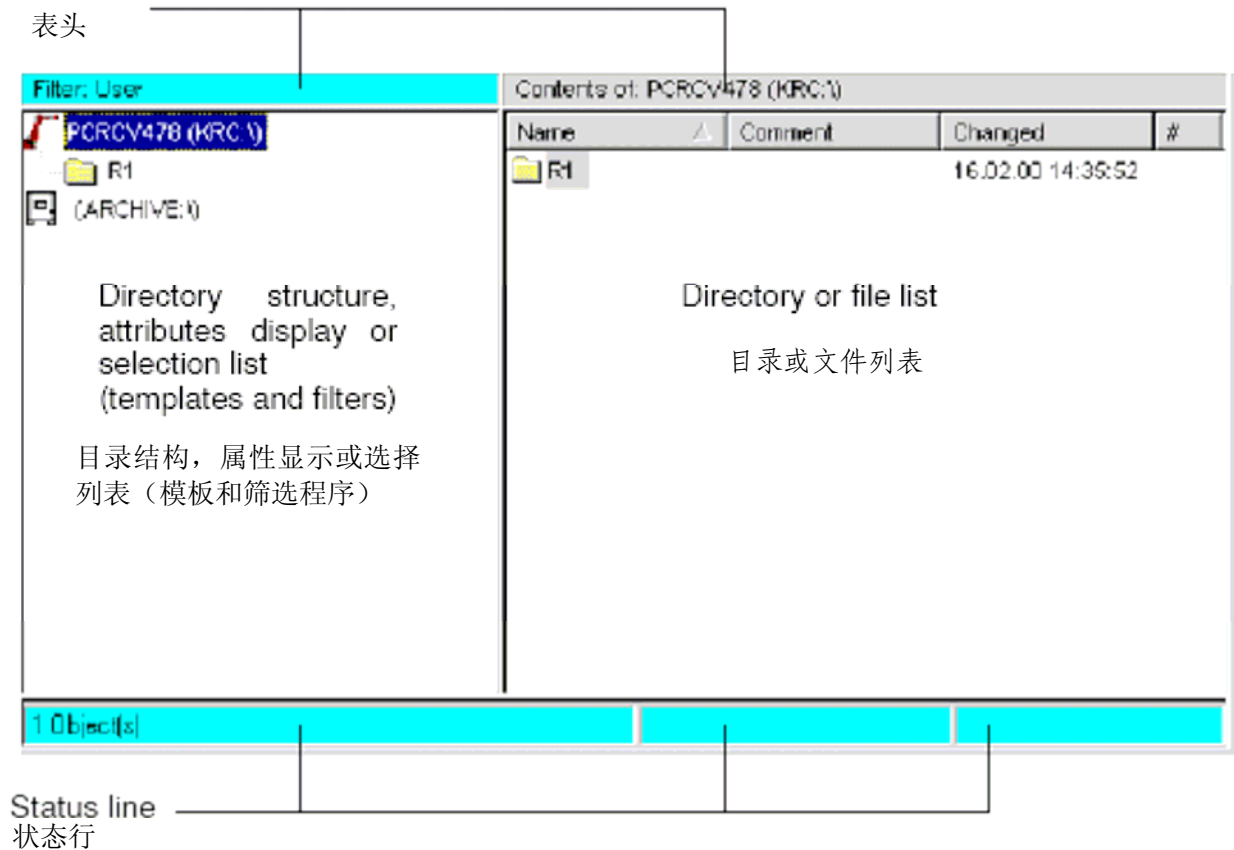 表头
Filter: User
Contents of: PCRCV478 (KRC:\)
PCRCV478 (KRC:\)
R1
(ARCHIVE:\)
Name Comment Changed #
R1 16.02.00 14:35:52
Directory structure,
attributes display or
selection list
(templates and filters)
目录结构，属性显示或选择
列表（模板和筛选程序）
Directory or file list
目录或文件列表
1 Object(s)
Status line
状态行